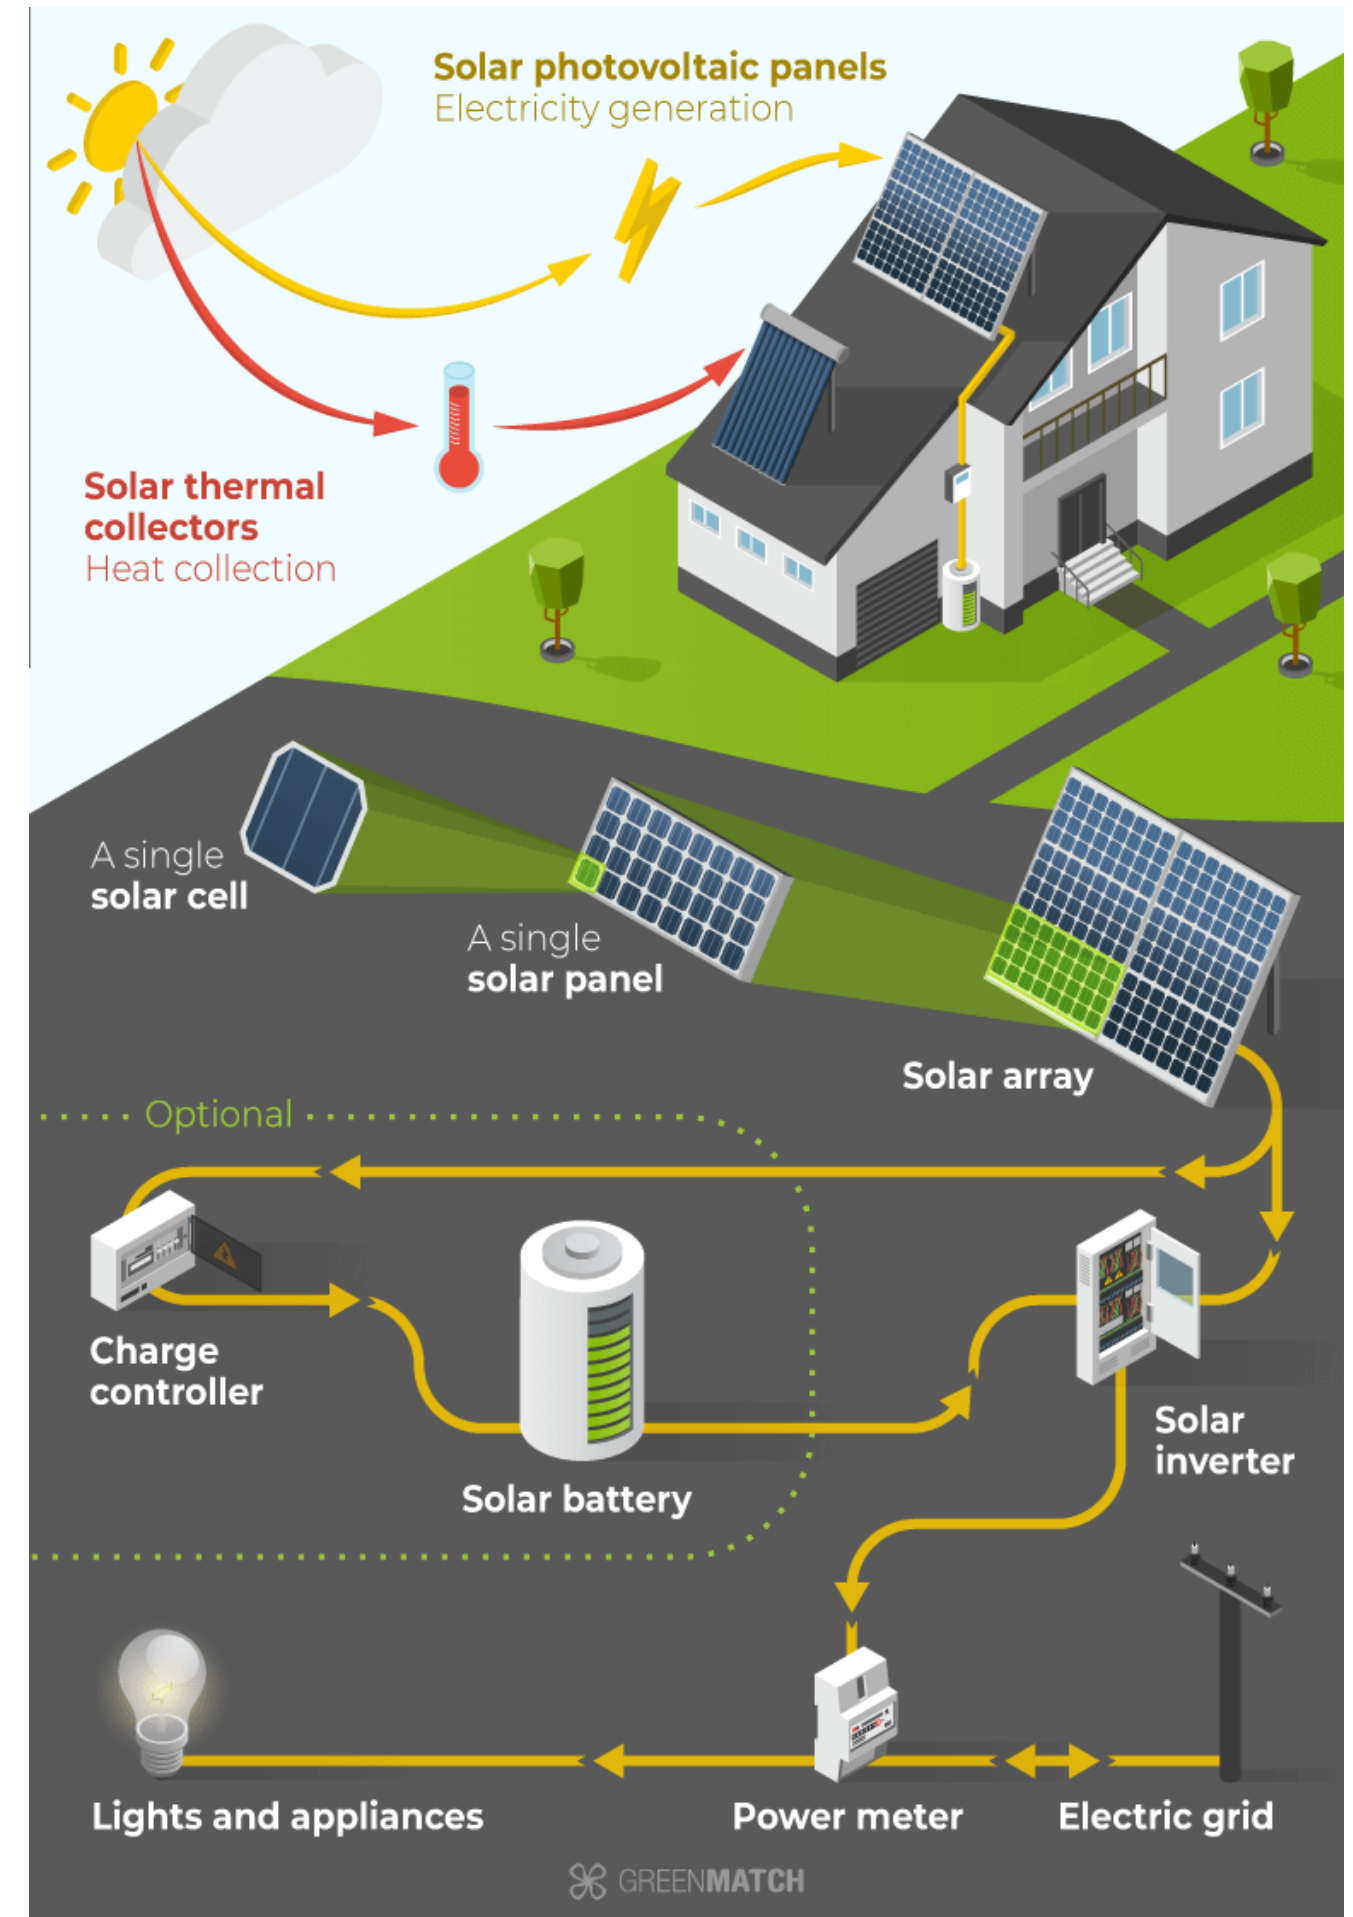 Solar photovoltaic panels
Electricity generation
Solar thermal
collectors
Heat collection
A single
solar cell
A single
solar panel
Solar array
Optional
Charge
controller
Solar battery
Solar
inverter
Lights and appliances
Power meter
Electric grid
GREENMATCH